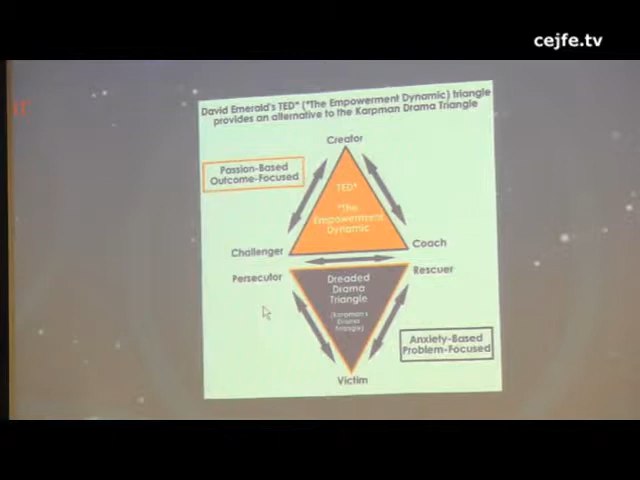 cejfe.tv
David Emerald's TED* (*The Empowerment Dynamic) triangle
provides an alternative to the Karpman Drama Triangle
Creator
Passion-Based
Outcome-Focused
TED*
*The
Empowerment
Dynamic
Challenger
Coach
Persecutor
Rescuer
Dreaded
Drama
Triangle
(Karpman's
Drama
Triangle)
Anxiety-Based
Problem-Focused
Victim